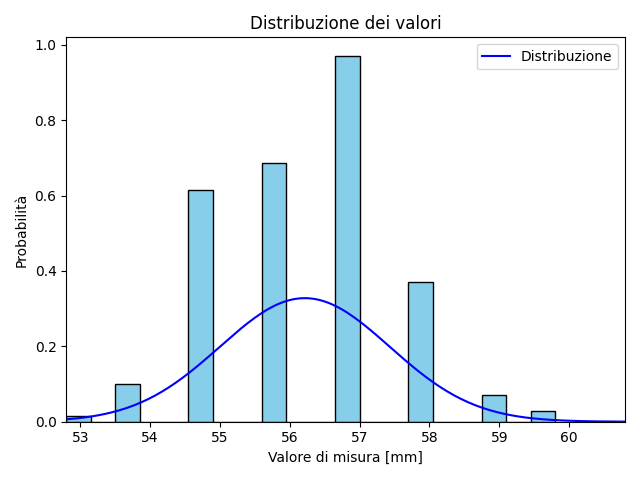 Distribuzione dei valori
Distribuzione
1.0
0.8
0.6
0.4
0.2
0.0
Probabilità
53 54 55 56 57 58 59 60
Valore di misura [mm]